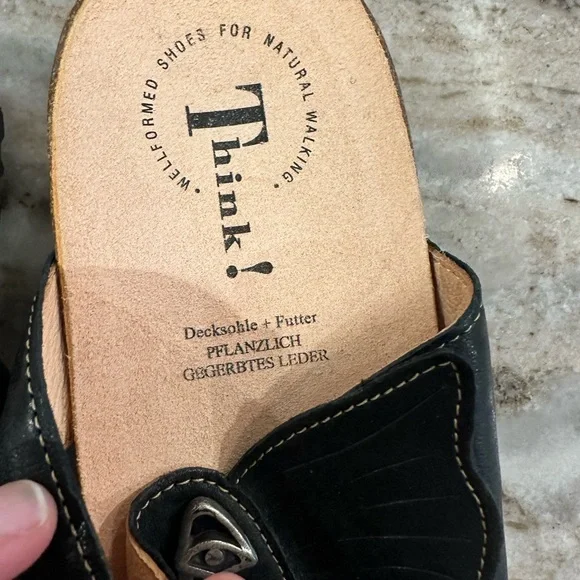 WELLFORMED SHOES FOR NATURAL WALKING.
Think!
Decksohle + Futter
PFLANZLICH
GEGERBTES LEDER